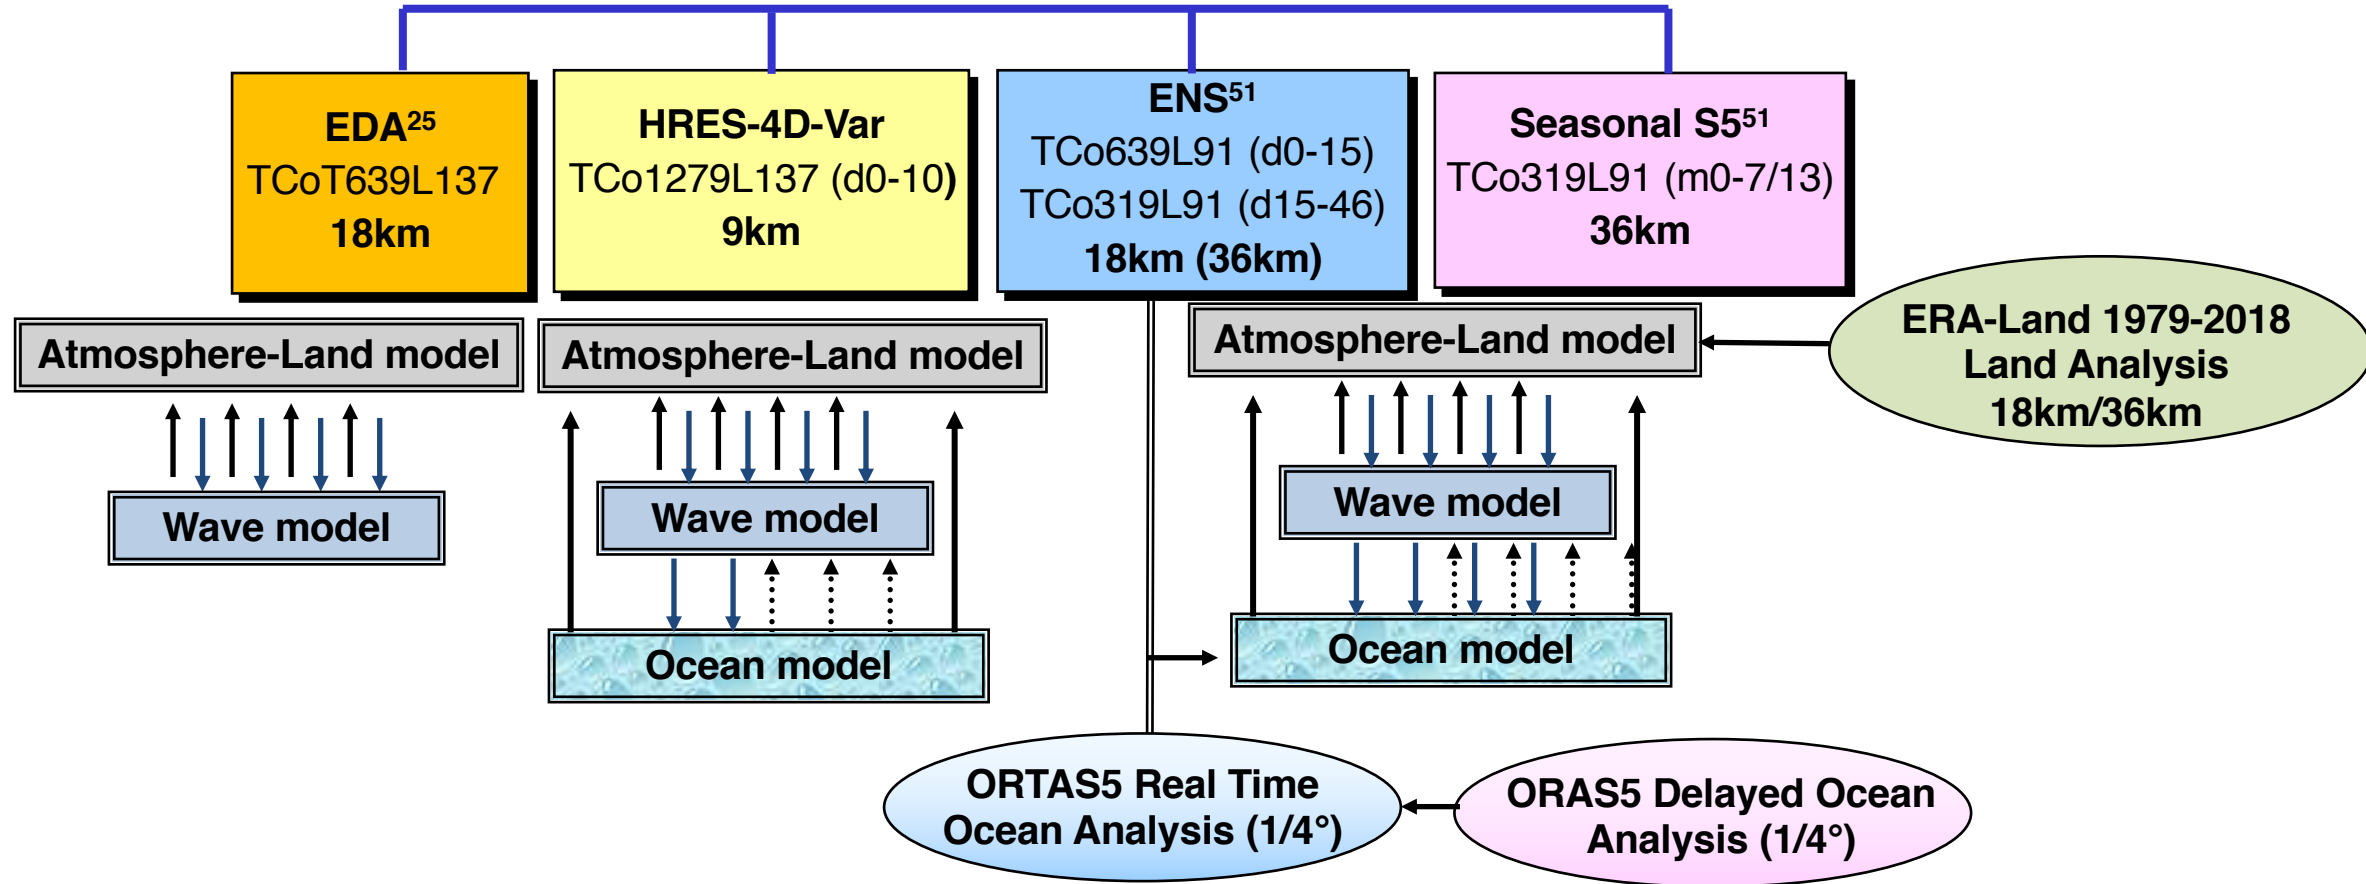 EDA²⁵
TCoT639L137
18km
HRES-4D-Var
TCo1279L137 (d0-10)
9km
ENS⁵¹
TCo639L91 (d0-15)
TCo319L91 (d15-46)
18km (36km)
Seasonal S5⁵¹
TCo319L91 (m0-7/13)
36km
Atmosphere-Land model
Wave model
Atmosphere-Land model
Wave model
Ocean model
Atmosphere-Land model
Wave model
Ocean model
ERA-Land 1979-2018
Land Analysis
18km/36km
ORTAS5 Real Time
Ocean Analysis (1/4°)
ORAS5 Delayed Ocean
Analysis (1/4°)